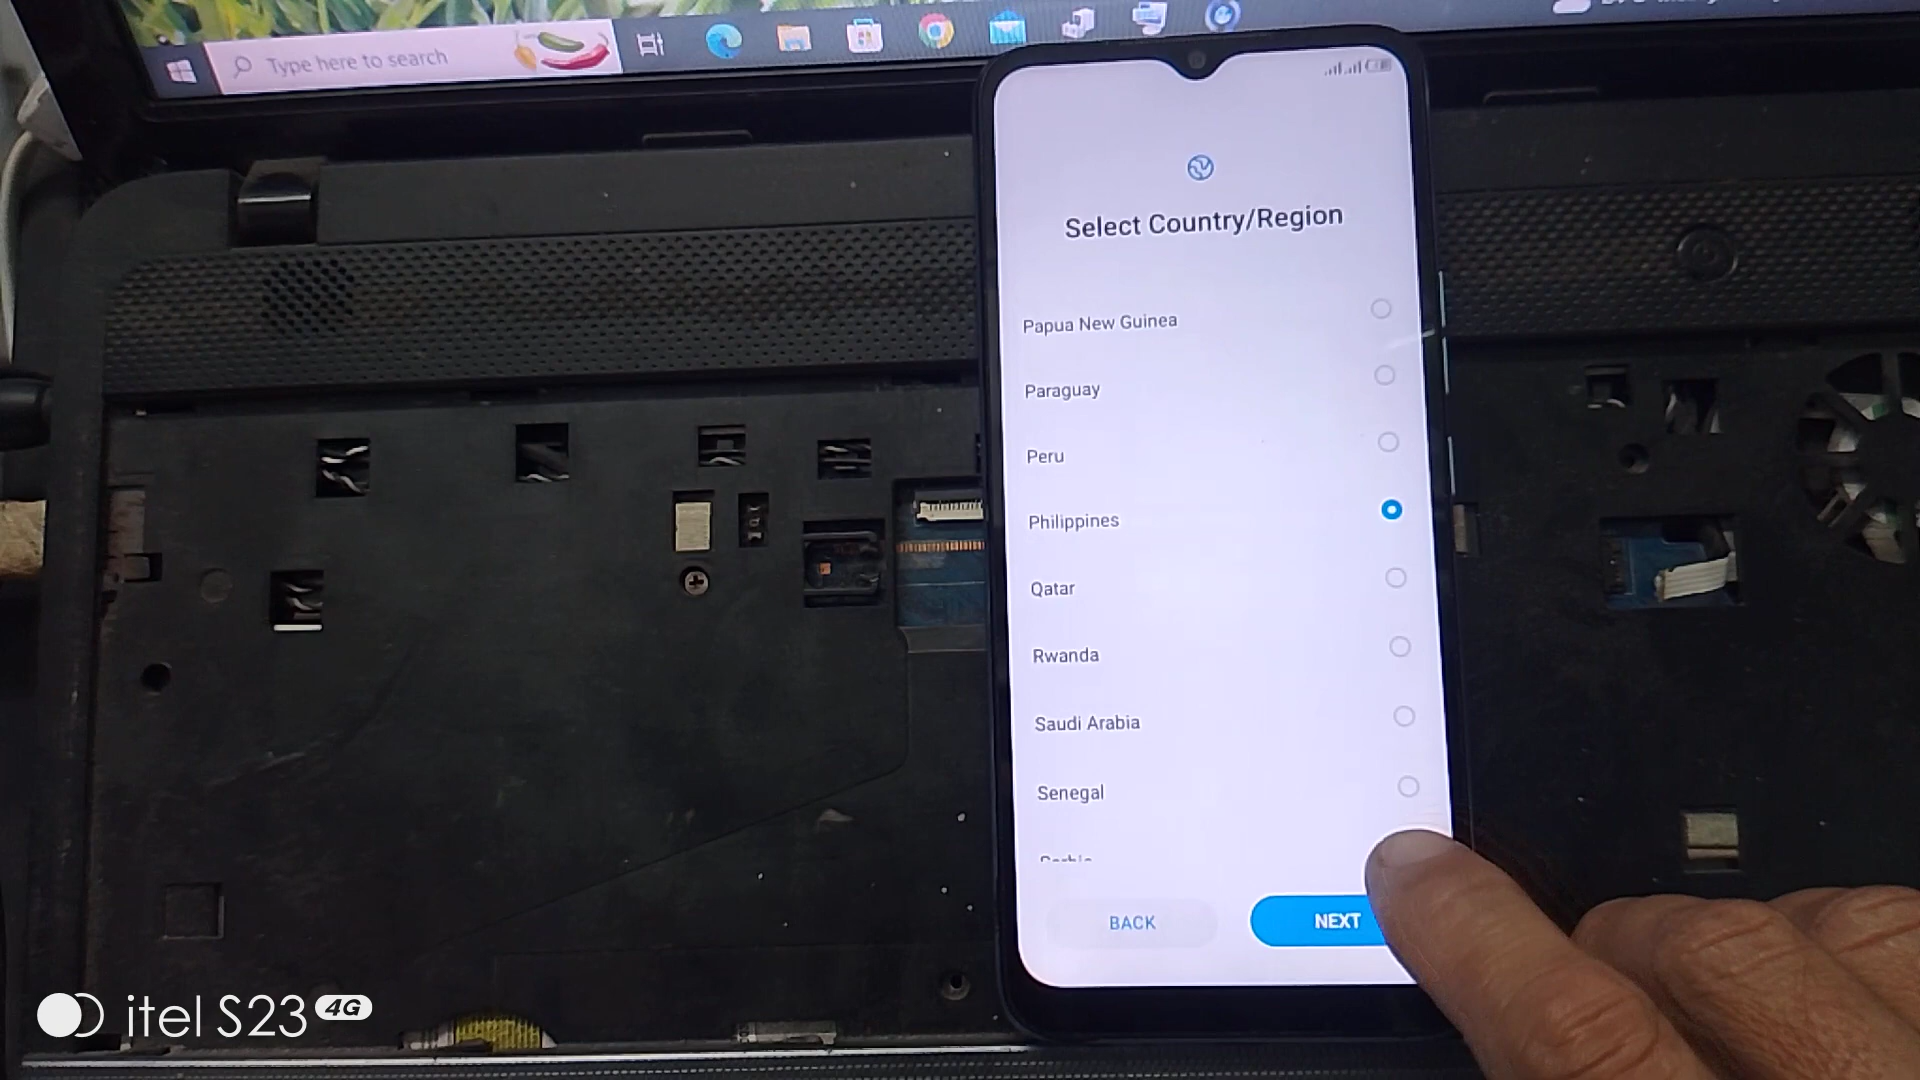 Type here to search
Select Country/Region
Papua New Guinea
Paraguay
Peru
Philippines
Qatar
Rwanda
Saudi Arabia
Senegal
BACK
NEXT
itel S23 4G